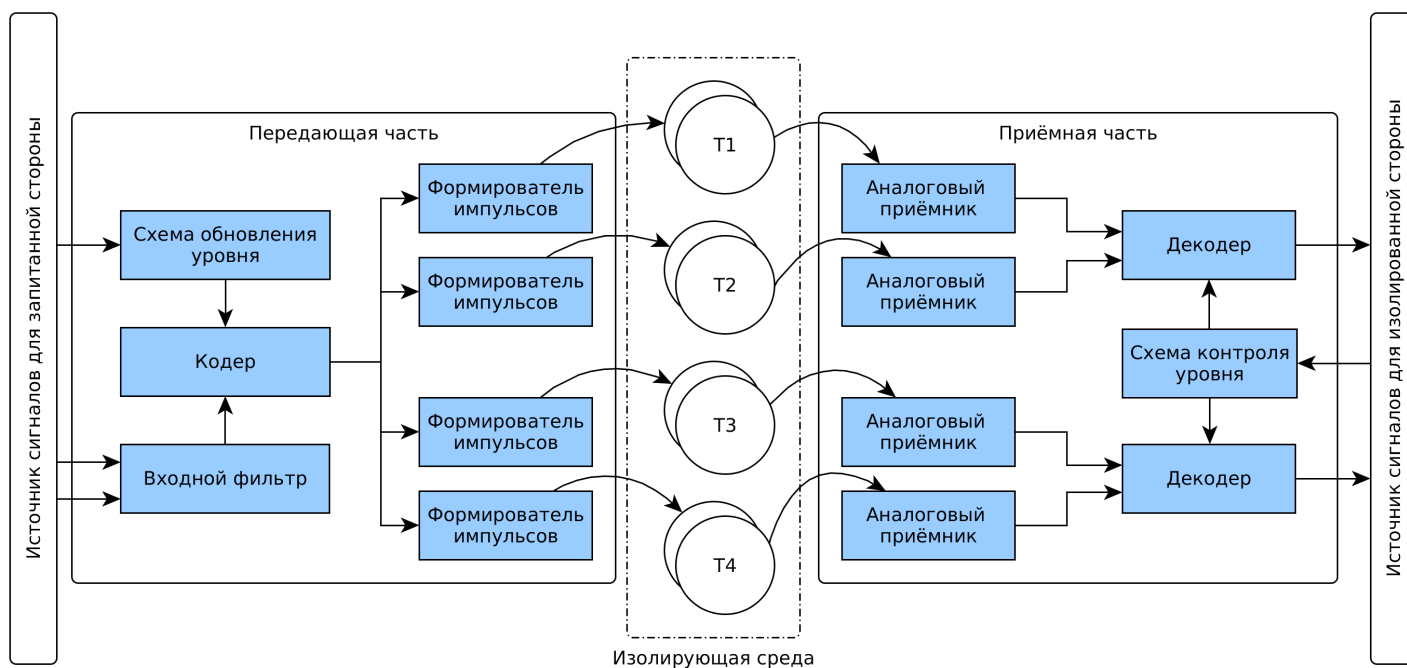 Источник сигналов для запитанной стороны
Передающая часть
Схема обновления
уровня
Кодер
Входной фильтр
Формирователь
импульсов
Формирователь
импульсов
Формирователь
импульсов
Формирователь
импульсов
T1
T2
T3
T4
Изолирующая среда
Приёмная часть
Аналоговый
приёмник
Аналоговый
приёмник
Аналоговый
приёмник
Аналоговый
приёмник
Декодер
Схема контроля
уровня
Декодер
Источник сигналов для изолированной стороны